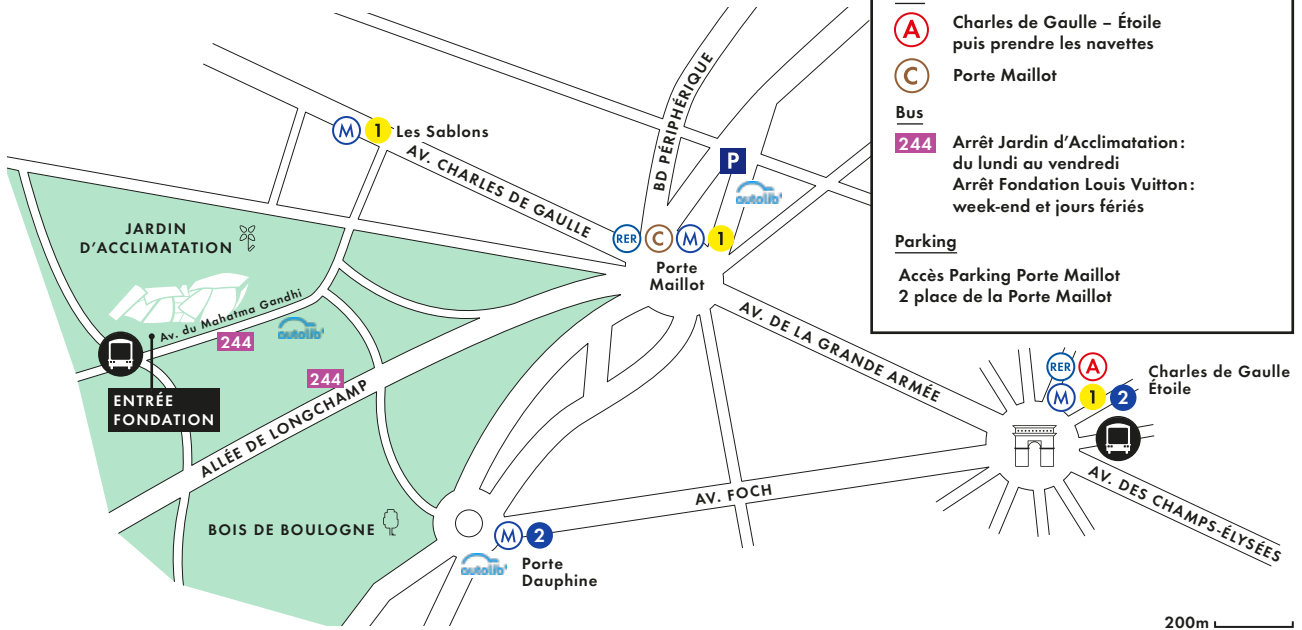 A
Charles de Gaulle – Étoile
puis prendre les navettes
C
Porte Maillot
Bus
244
Arrêt Jardin d'Acclimatation :
du lundi au vendredi
Arrêt Fondation Louis Vuitton :
week-end et jours fériés
Parking
Accès Parking Porte Maillot
2 place de la Porte Maillot
BD PÉRIPHÉRIQUE
M 1 Les Sablons
AV. CHARLES DE GAULLE
P
autolib'
JARDIN
D'ACCLIMATATION
RER C M 1
Porte
Maillot
Av. du Mahatma Gandhi
244
autolib'
ENTRÉE
FONDATION
244
ALLÉE DE LONGCHAMP
AV. DE LA GRANDE ARMÉE
RER A
M 1 2
Charles de Gaulle
Étoile
AV. FOCH
AV. DES CHAMPS-ÉLYSÉES
BOIS DE BOULOGNE
M 2
Porte
Dauphine
autolib'
200m